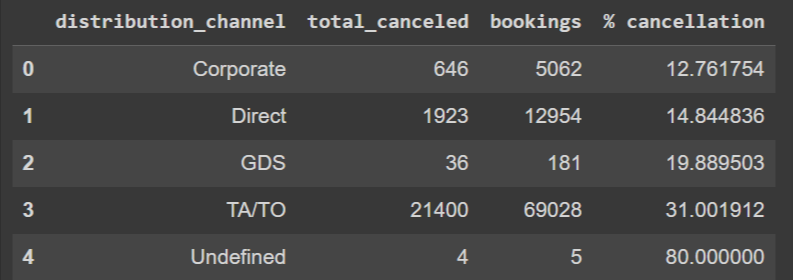 distribution_channel total_canceled bookings % cancellation
0 Corporate 646 5062 12.761754
1 Direct 1923 12954 14.844836
2 GDS 36 181 19.889503
3 TA/TO 21400 69028 31.001912
4 Undefined 4 5 80.000000